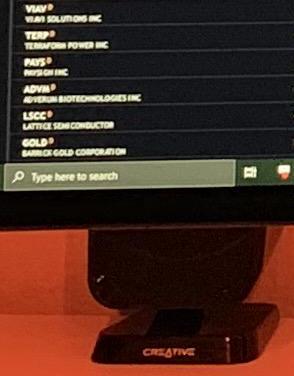 VIAV
VIAVI SOLUTIONS INC
TERP
TERRAFORM POWER INC
PAYS
PAYSIGN INC
ADVM
ADVERUM BIOTECHNOLOGIES INC
LSCC
LATTICE SEMICONDUCTOR
GOLD
BARRICK GOLD CORPORATION
Type here to search
CREATIVE